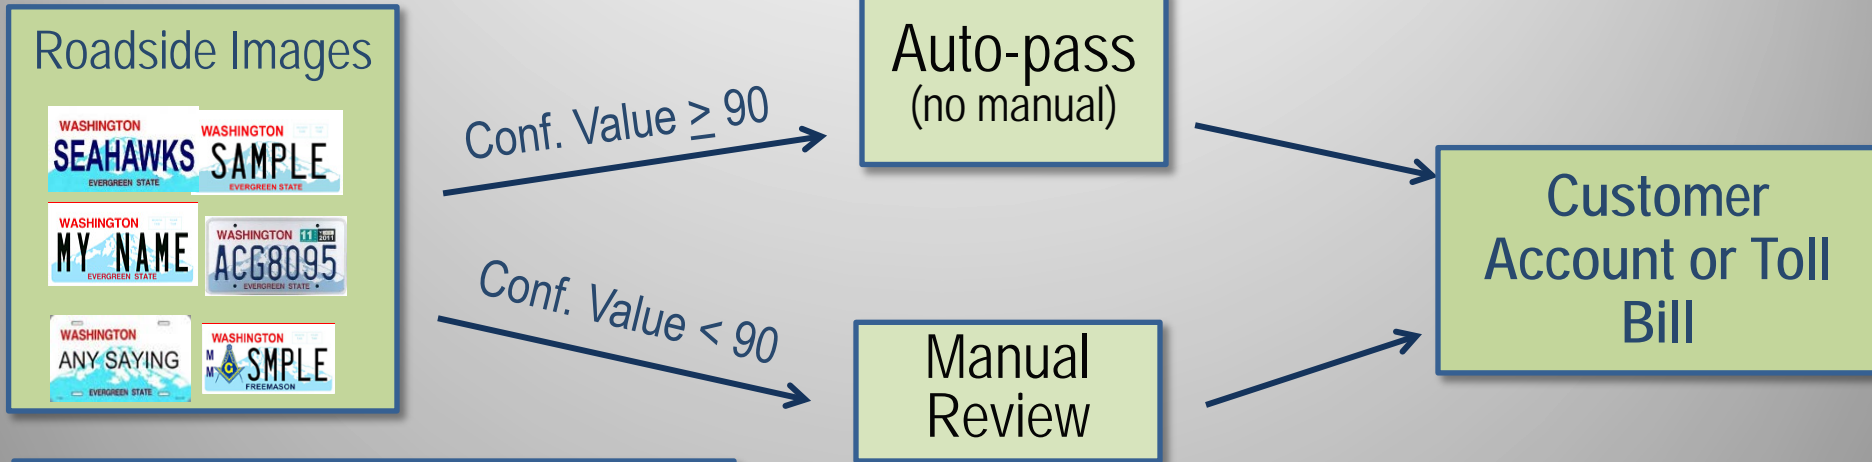 Roadside Images
WASHINGTON
SEAHAWKS
EVERGREEN STATE
WASHINGTON
SAMPLE
EVERGREEN STATE
WASHINGTON
MY NAME
EVERGREEN STATE
WASHINGTON 11 2011
ACG8095
EVERGREEN STATE
WASHINGTON
ANY SAYING
EVERGREEN STATE
WASHINGTON
M M G SMPLE
FREEMASON
Conf. Value ≥ 90
Conf. Value < 90
Auto-pass
(no manual)
Manual
Review
Customer
Account or Toll
Bill